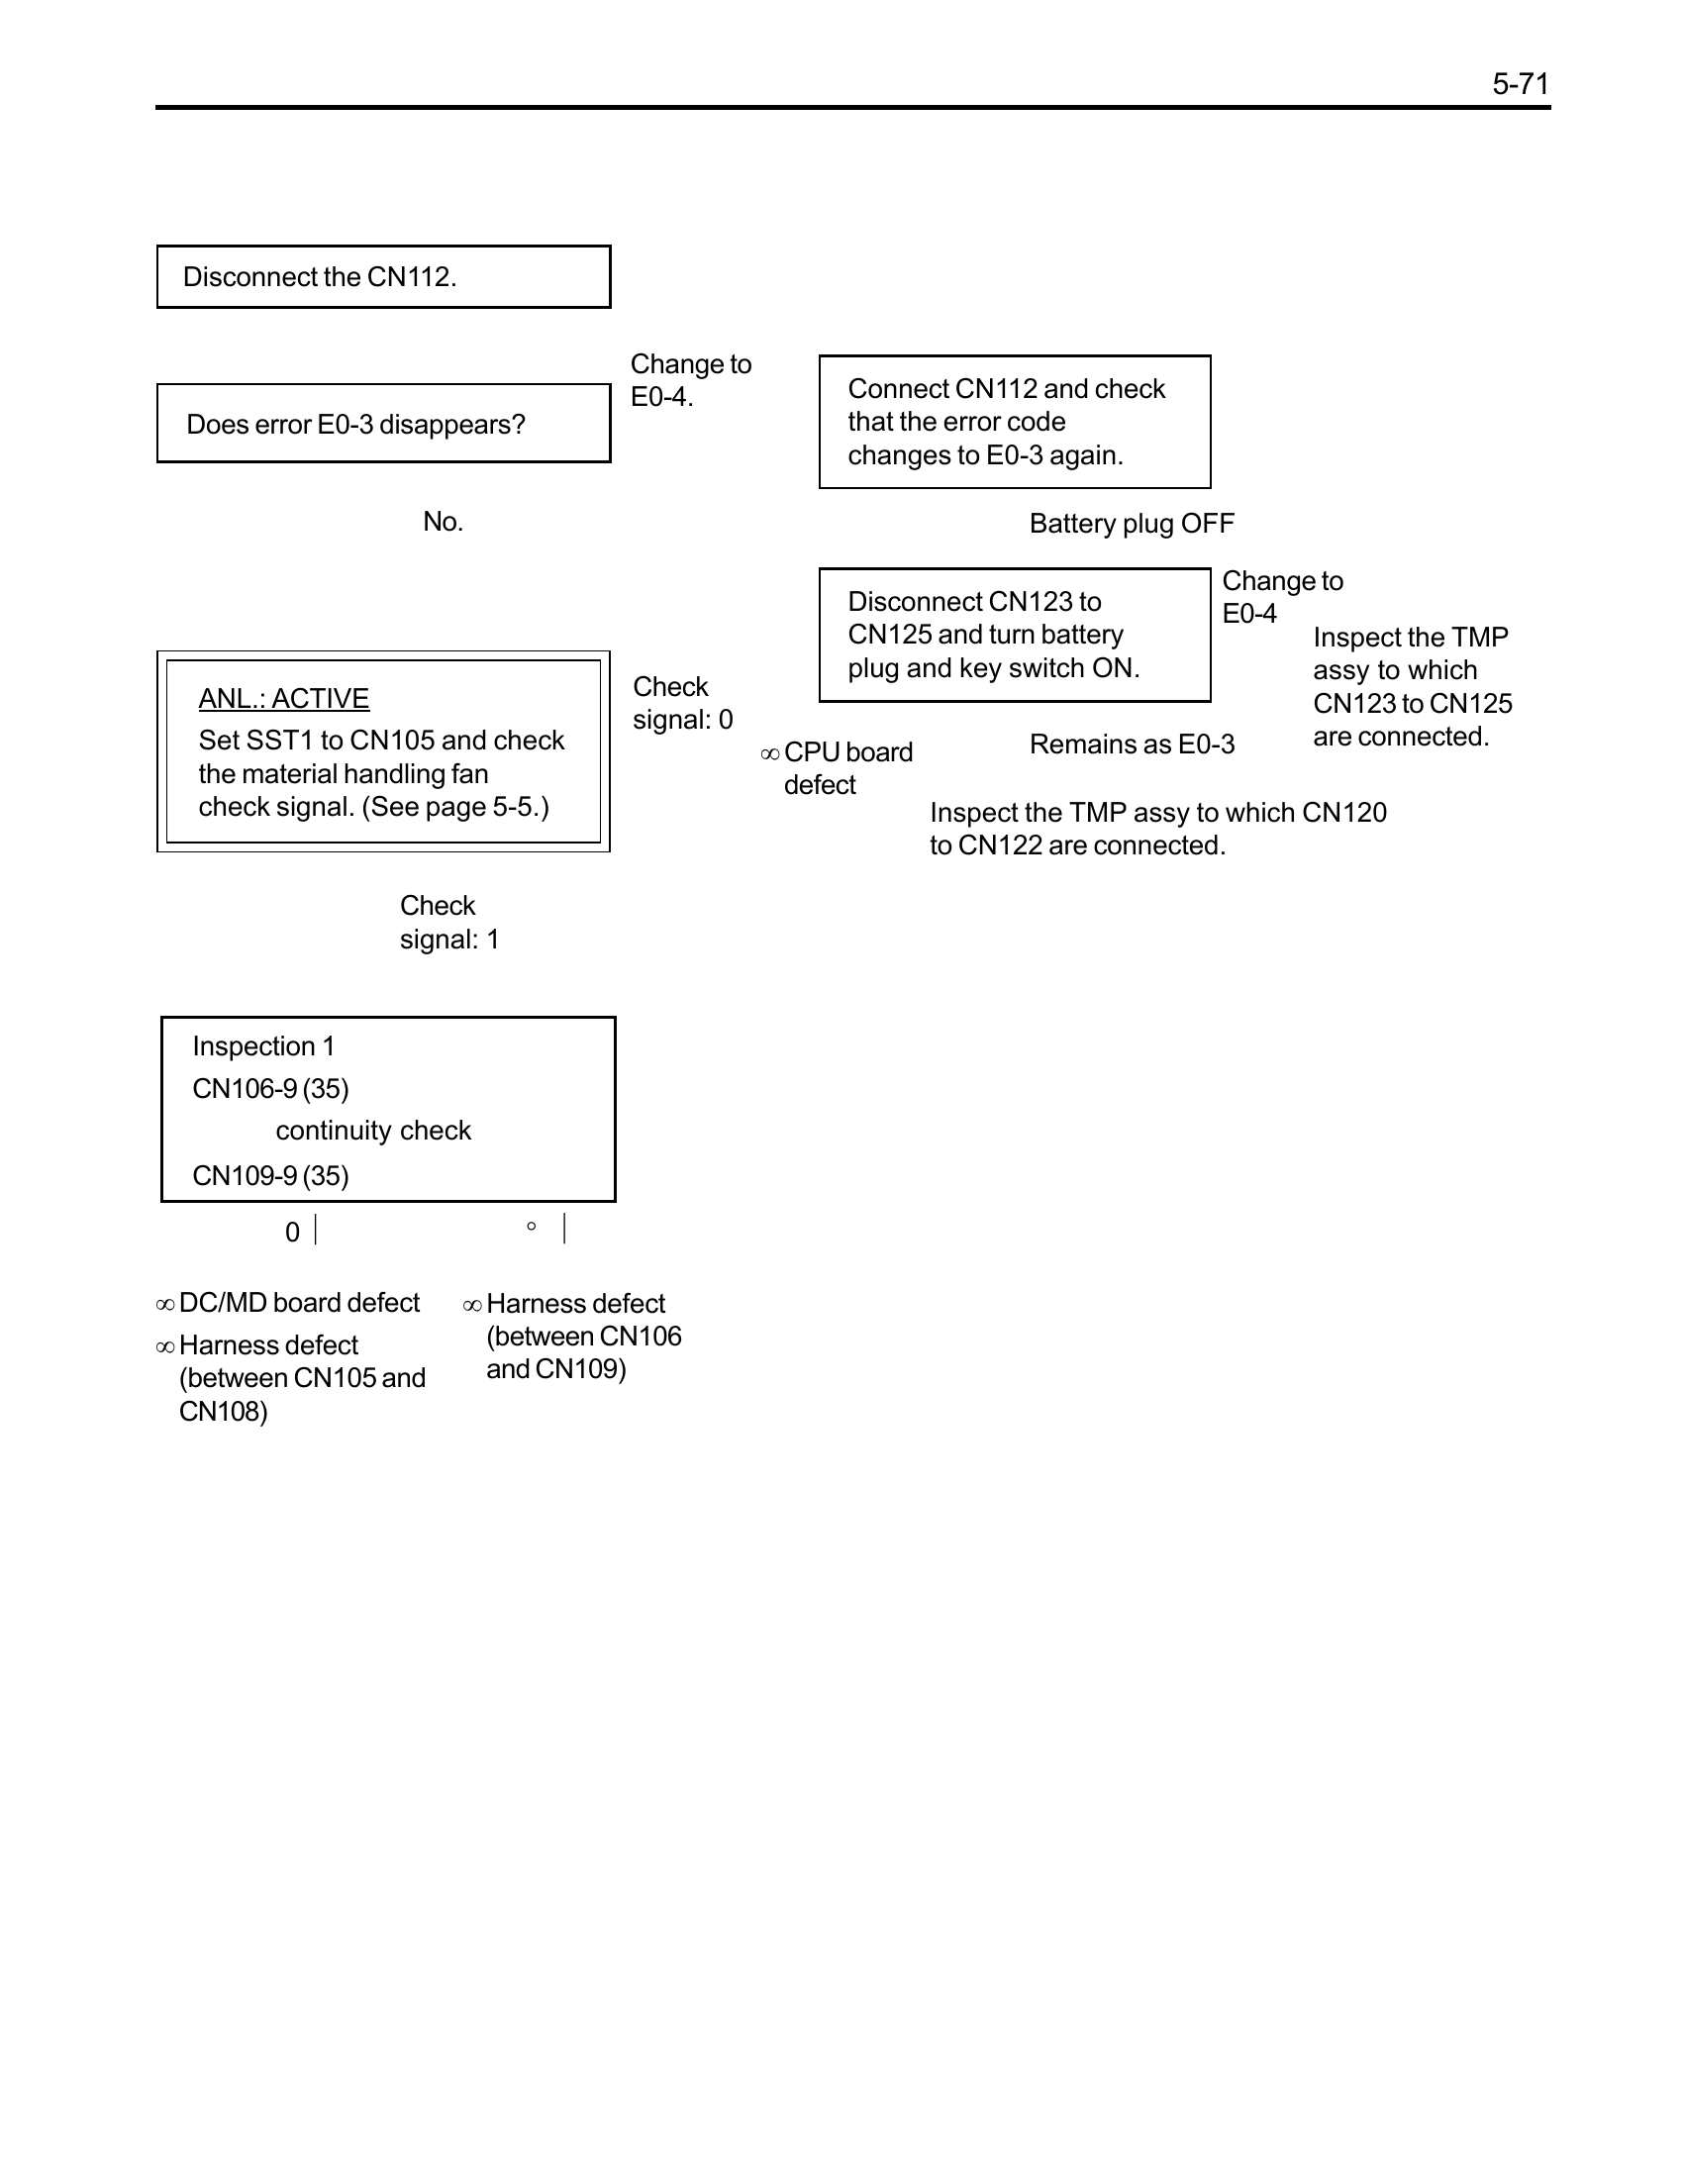 5-71
Disconnect the CN112.
Does error E0-3 disappears?
Change to
E0-4.
Connect CN112 and check
that the error code
changes to E0-3 again.
No.
Battery plug OFF
Disconnect CN123 to
CN125 and turn battery
plug and key switch ON.
Change to
E0-4
Inspect the TMP
assy to which
CN123 to CN125
are connected.
ANL.: ACTIVE
Set SST1 to CN105 and check
the material handling fan
check signal. (See page 5-5.)
Check
signal: 0
∞ CPU board
defect
Remains as E0-3
Inspect the TMP assy to which CN120
to CN122 are connected.
Check
signal: 1
Inspection 1
CN106-9 (35)
continuity check
CN109-9 (35)
0
°
∞ DC/MD board defect
∞ Harness defect
(between CN105 and
CN108)
∞ Harness defect
(between CN106
and CN109)